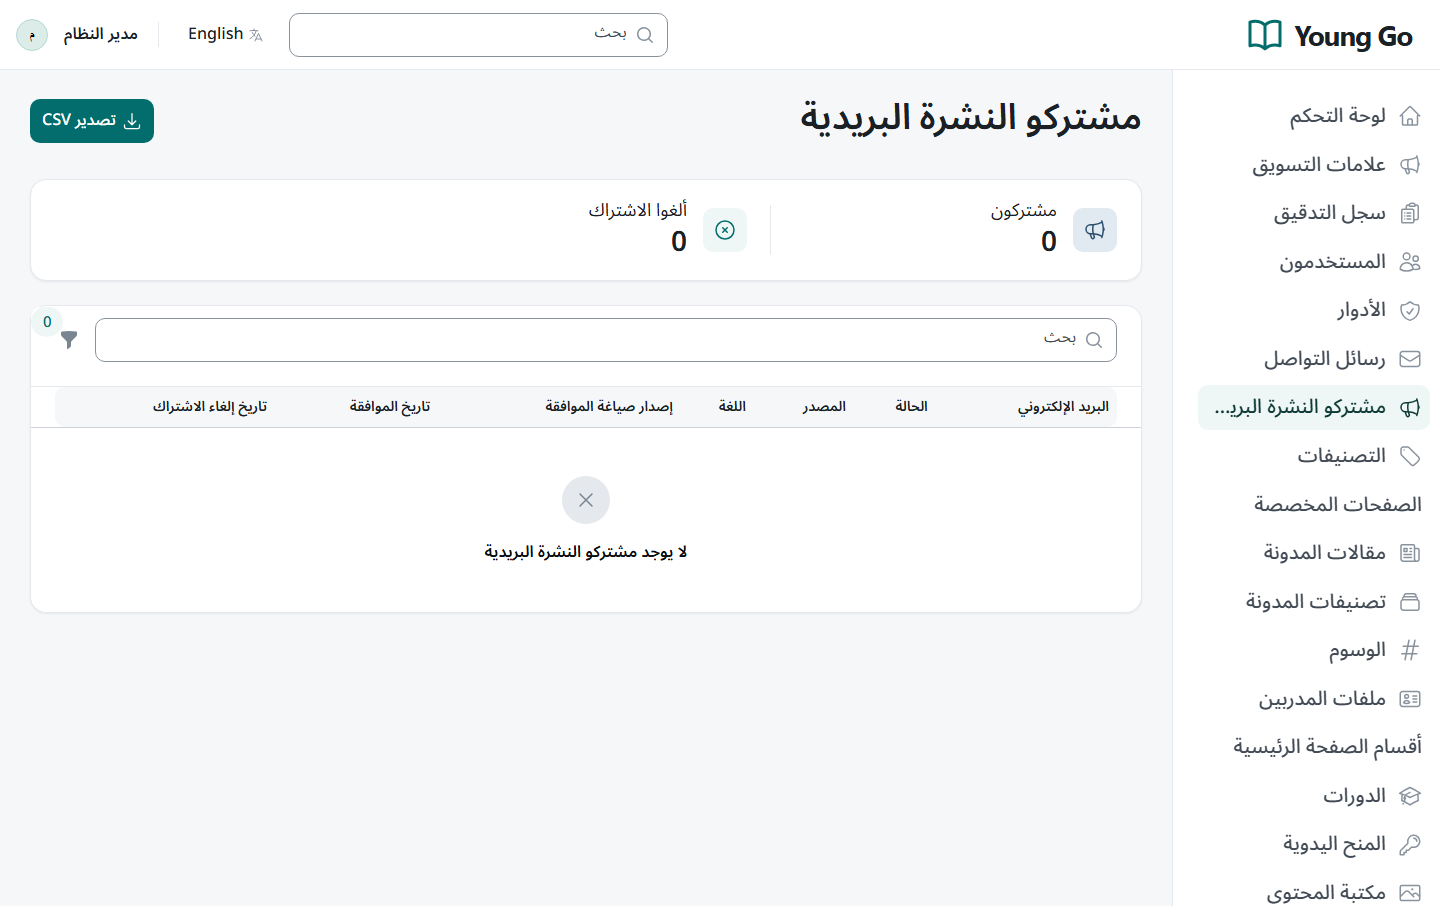 Young Go
بحث
English
مدير النظام
م
لوحة التحكم
علامات التسويق
سجل التدقيق
المستخدمون
الأدوار
رسائل التواصل
مشتركو النشرة البريـ...
التصنيفات
الصفحات المخصصة
مقالات المدونة
تصنيفات المدونة
الوسوم
ملفات المدربين
أقسام الصفحة الرئيسية
الدورات
المنح اليدوية
مكتبة المحتوى
مشتركو النشرة البريدية
تصدير CSV
مشتركون
0
ألغوا الاشتراك
0
بحث
0
البريد الإلكتروني الحالة المصدر اللغة إصدار صياغة الموافقة تاريخ الموافقة تاريخ إلغاء الاشتراك
لا يوجد مشتركو النشرة البريدية